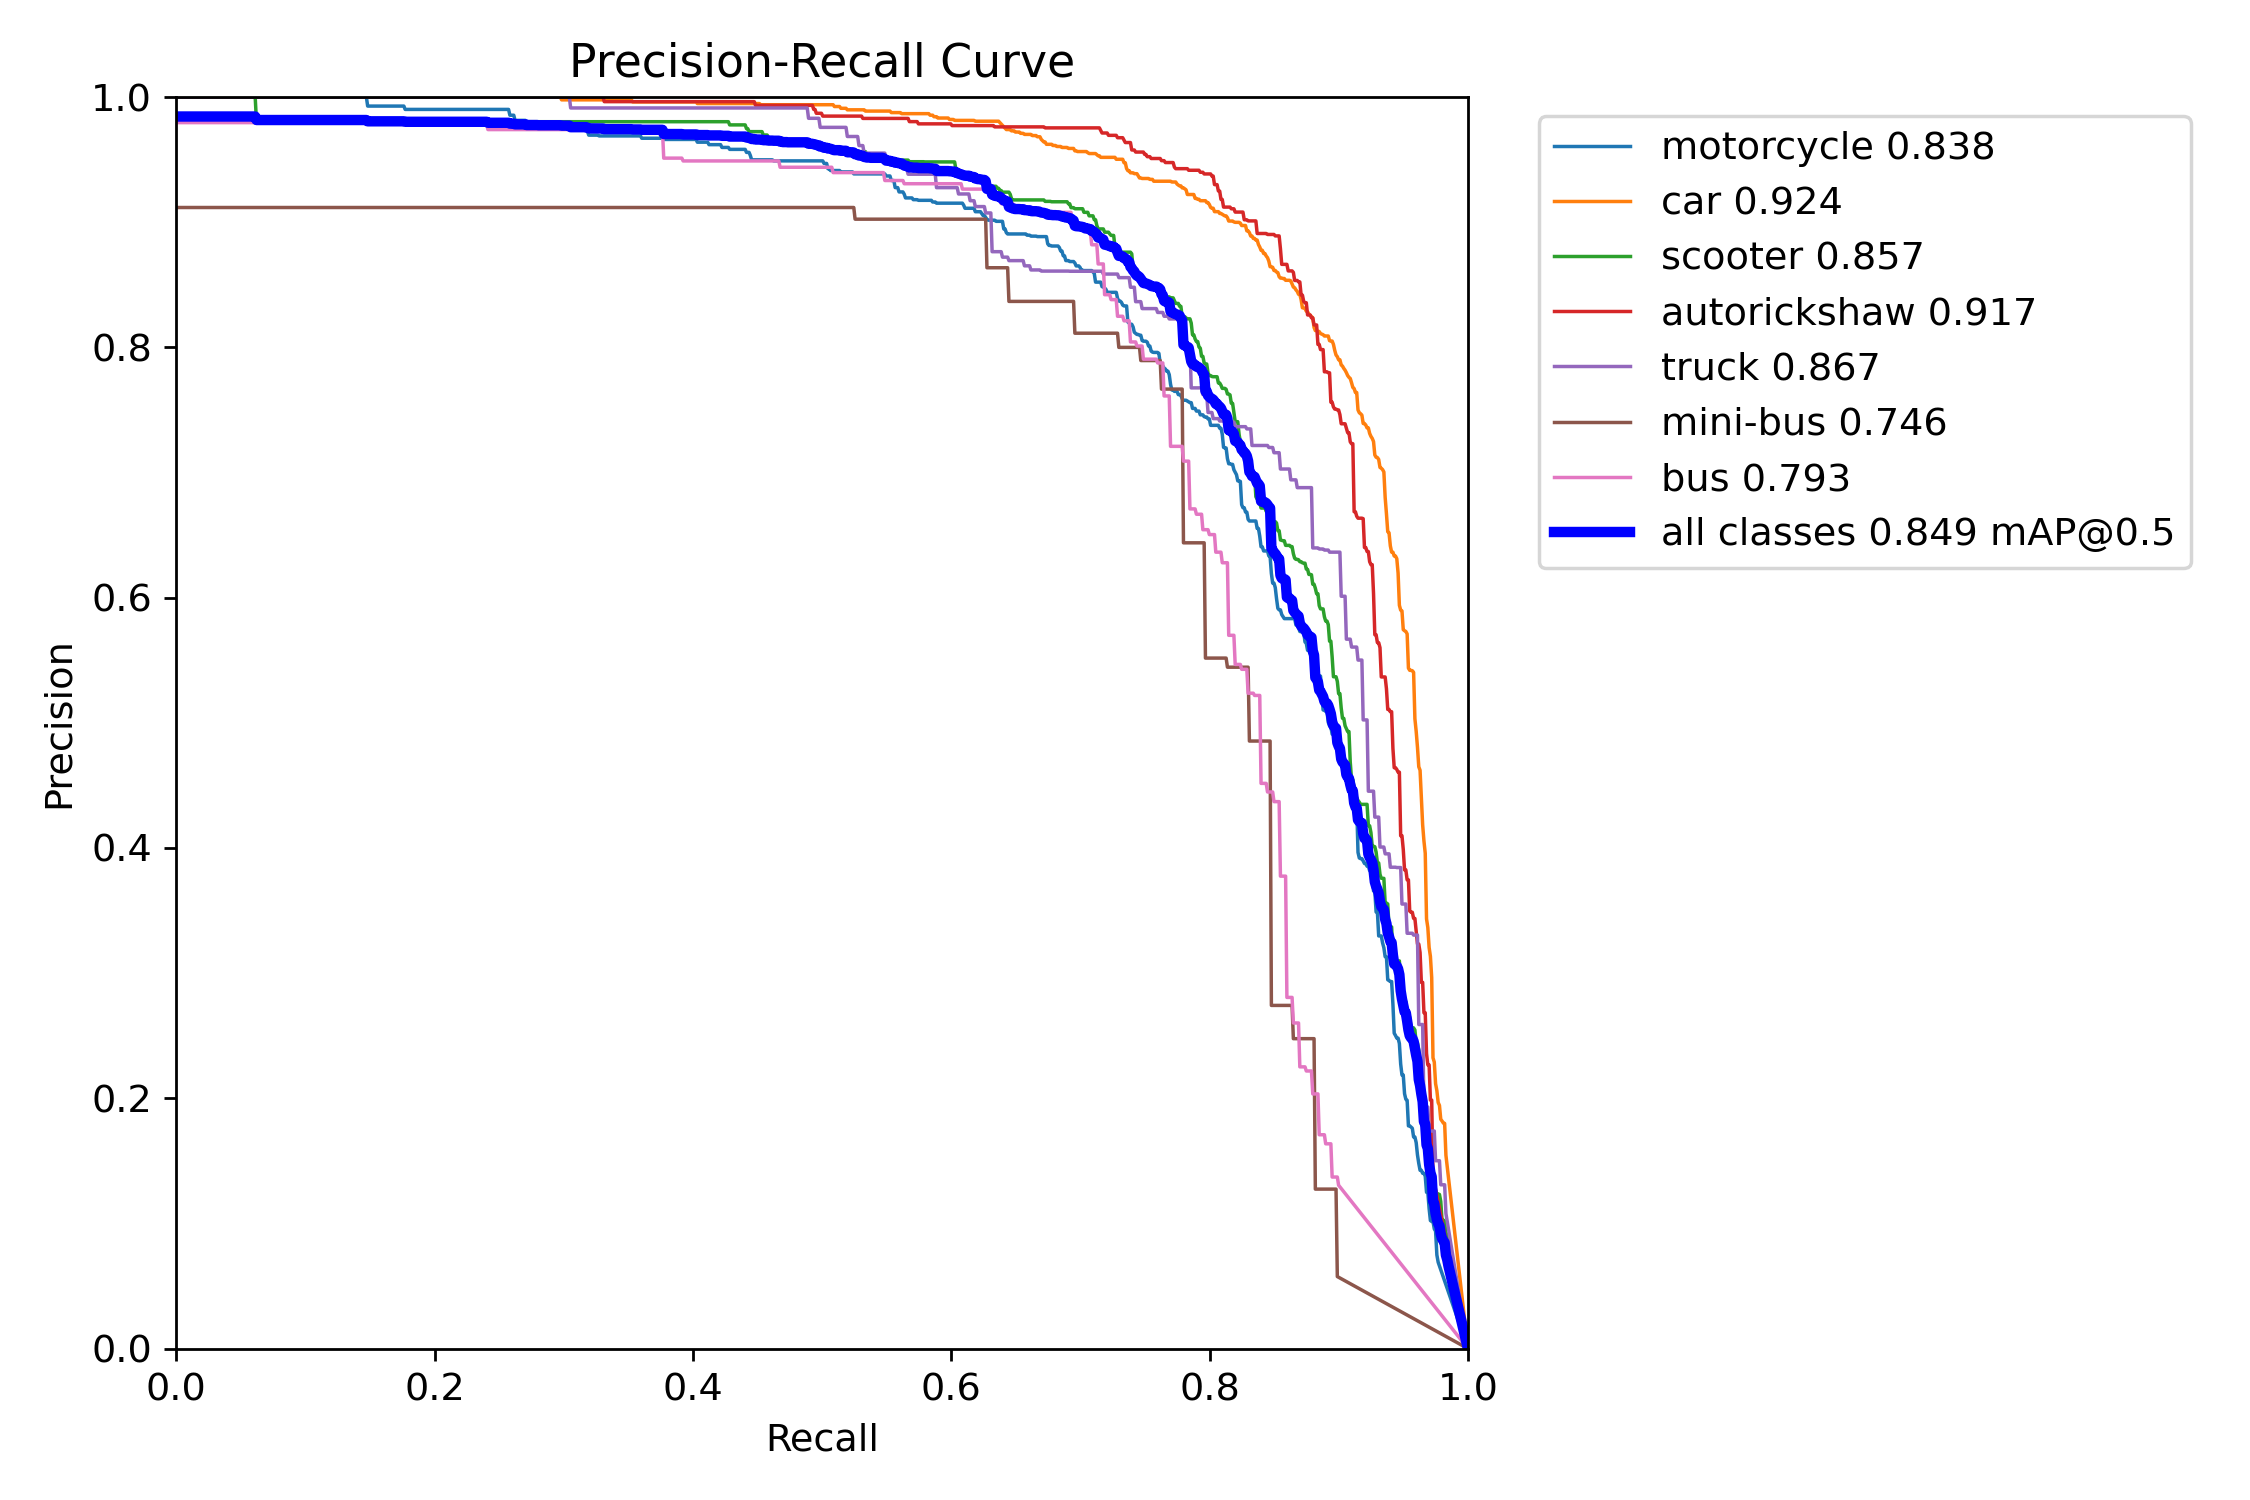 Precision-Recall Curve
1.0
0.8
0.6
0.4
0.2
0.0
Precision
0.0 0.2 0.4 0.6 0.8 1.0
Recall
motorcycle 0.838
car 0.924
scooter 0.857
autorickshaw 0.917
truck 0.867
mini-bus 0.746
bus 0.793
all classes 0.849 mAP@0.5